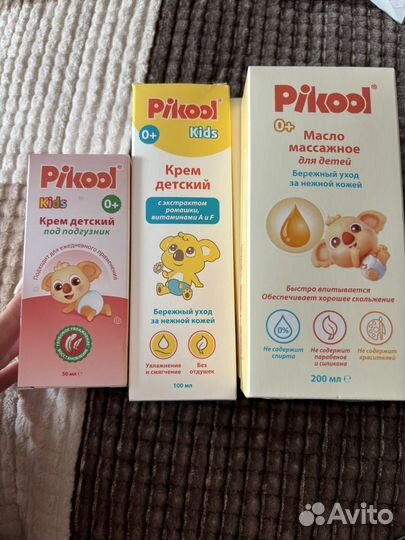 Pikool
Kids
0+
Крем детский
под подгузник
Подходит для ежедневного применения
50 мл e
Pikool
0+
Kids
Крем
детский
с экстрактом
ромашки,
витаминами А и F
Бережный уход
за нежной кожей
Увлажнение
и смягчение
Без
отдушек
100 мл
Pikool
0+
Масло
массажное
для детей
Бережный уход
за нежной кожей
Быстро впитывается
Обеспечивает хорошее скольжение
0%
Не содержит
спирта
Не содержит
парабенов
и силикона
Не содержит
красителей
200 мл e
Avito